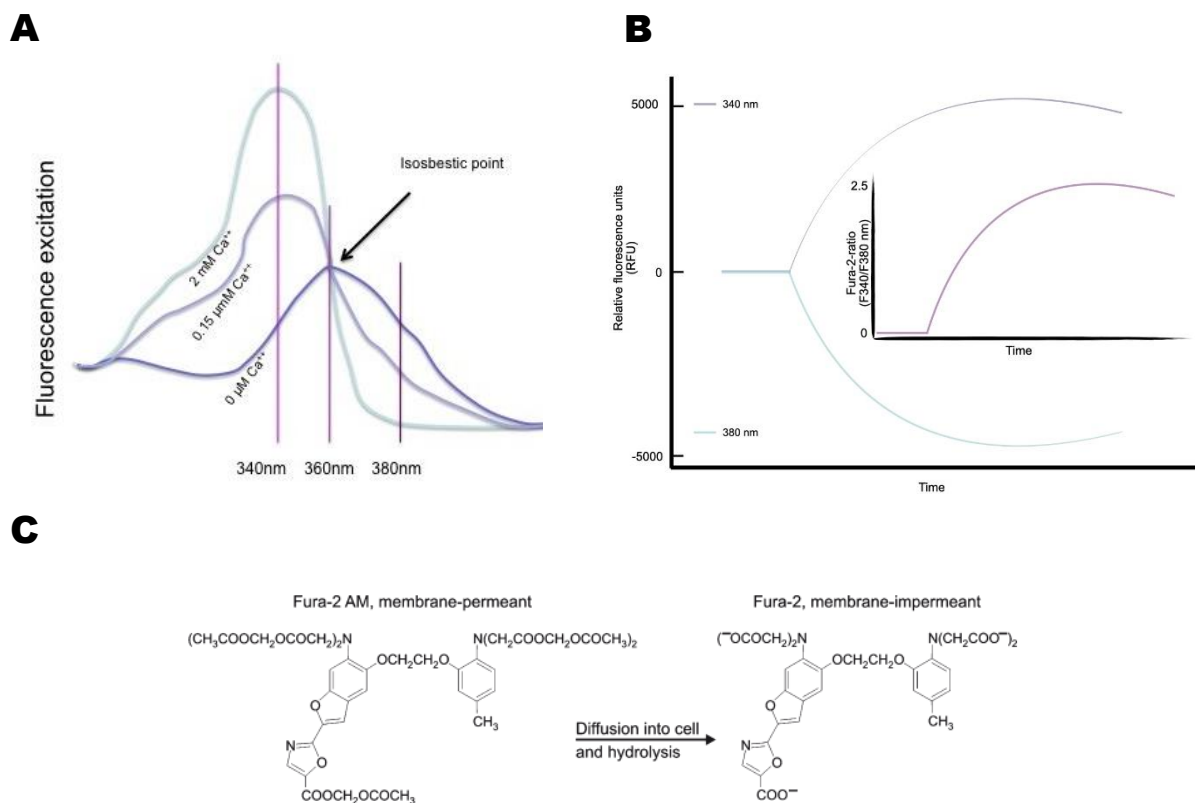 A
Fluorescence excitation
Isosbestic point
2 mM Ca⁺⁺
0.15 µmM Ca⁺⁺
0 µM Ca⁺⁺
340nm
360nm
380nm
B
Relative fluorescence units
(RFU)
5000
0
-5000
340 nm
380 nm
Fura-2-ratio
(F340/F380 nm)
2.5
0
Time
Time
C
Fura-2 AM, membrane-permeant
(CH₃COOCH₂OCOCH₂)₂N
N(CH₂COOCH₂OCOCH₃)₂
OCH₂CH₂O
O
CH₃
N
O
COOCH₂OCOCH₃
Diffusion into cell
and hydrolysis
Fura-2, membrane-impermeant
(⁻OCOCH₂)₂N
N(CH₂COO⁻)₂
OCH₂CH₂O
O
CH₃
N
O
COO⁻